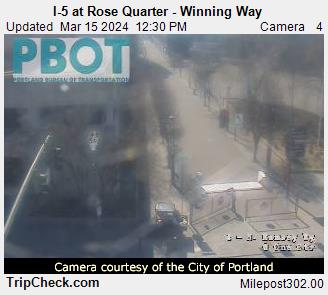 I-5 at Rose Quarter - Winning Way
Updated Mar 15 2024 12:30 PM Camera 4
PBOT
PORTLAND BUREAU OF TRANSPORTATION
Camera courtesy of the City of Portland
TripCheck.com Milepost302.00